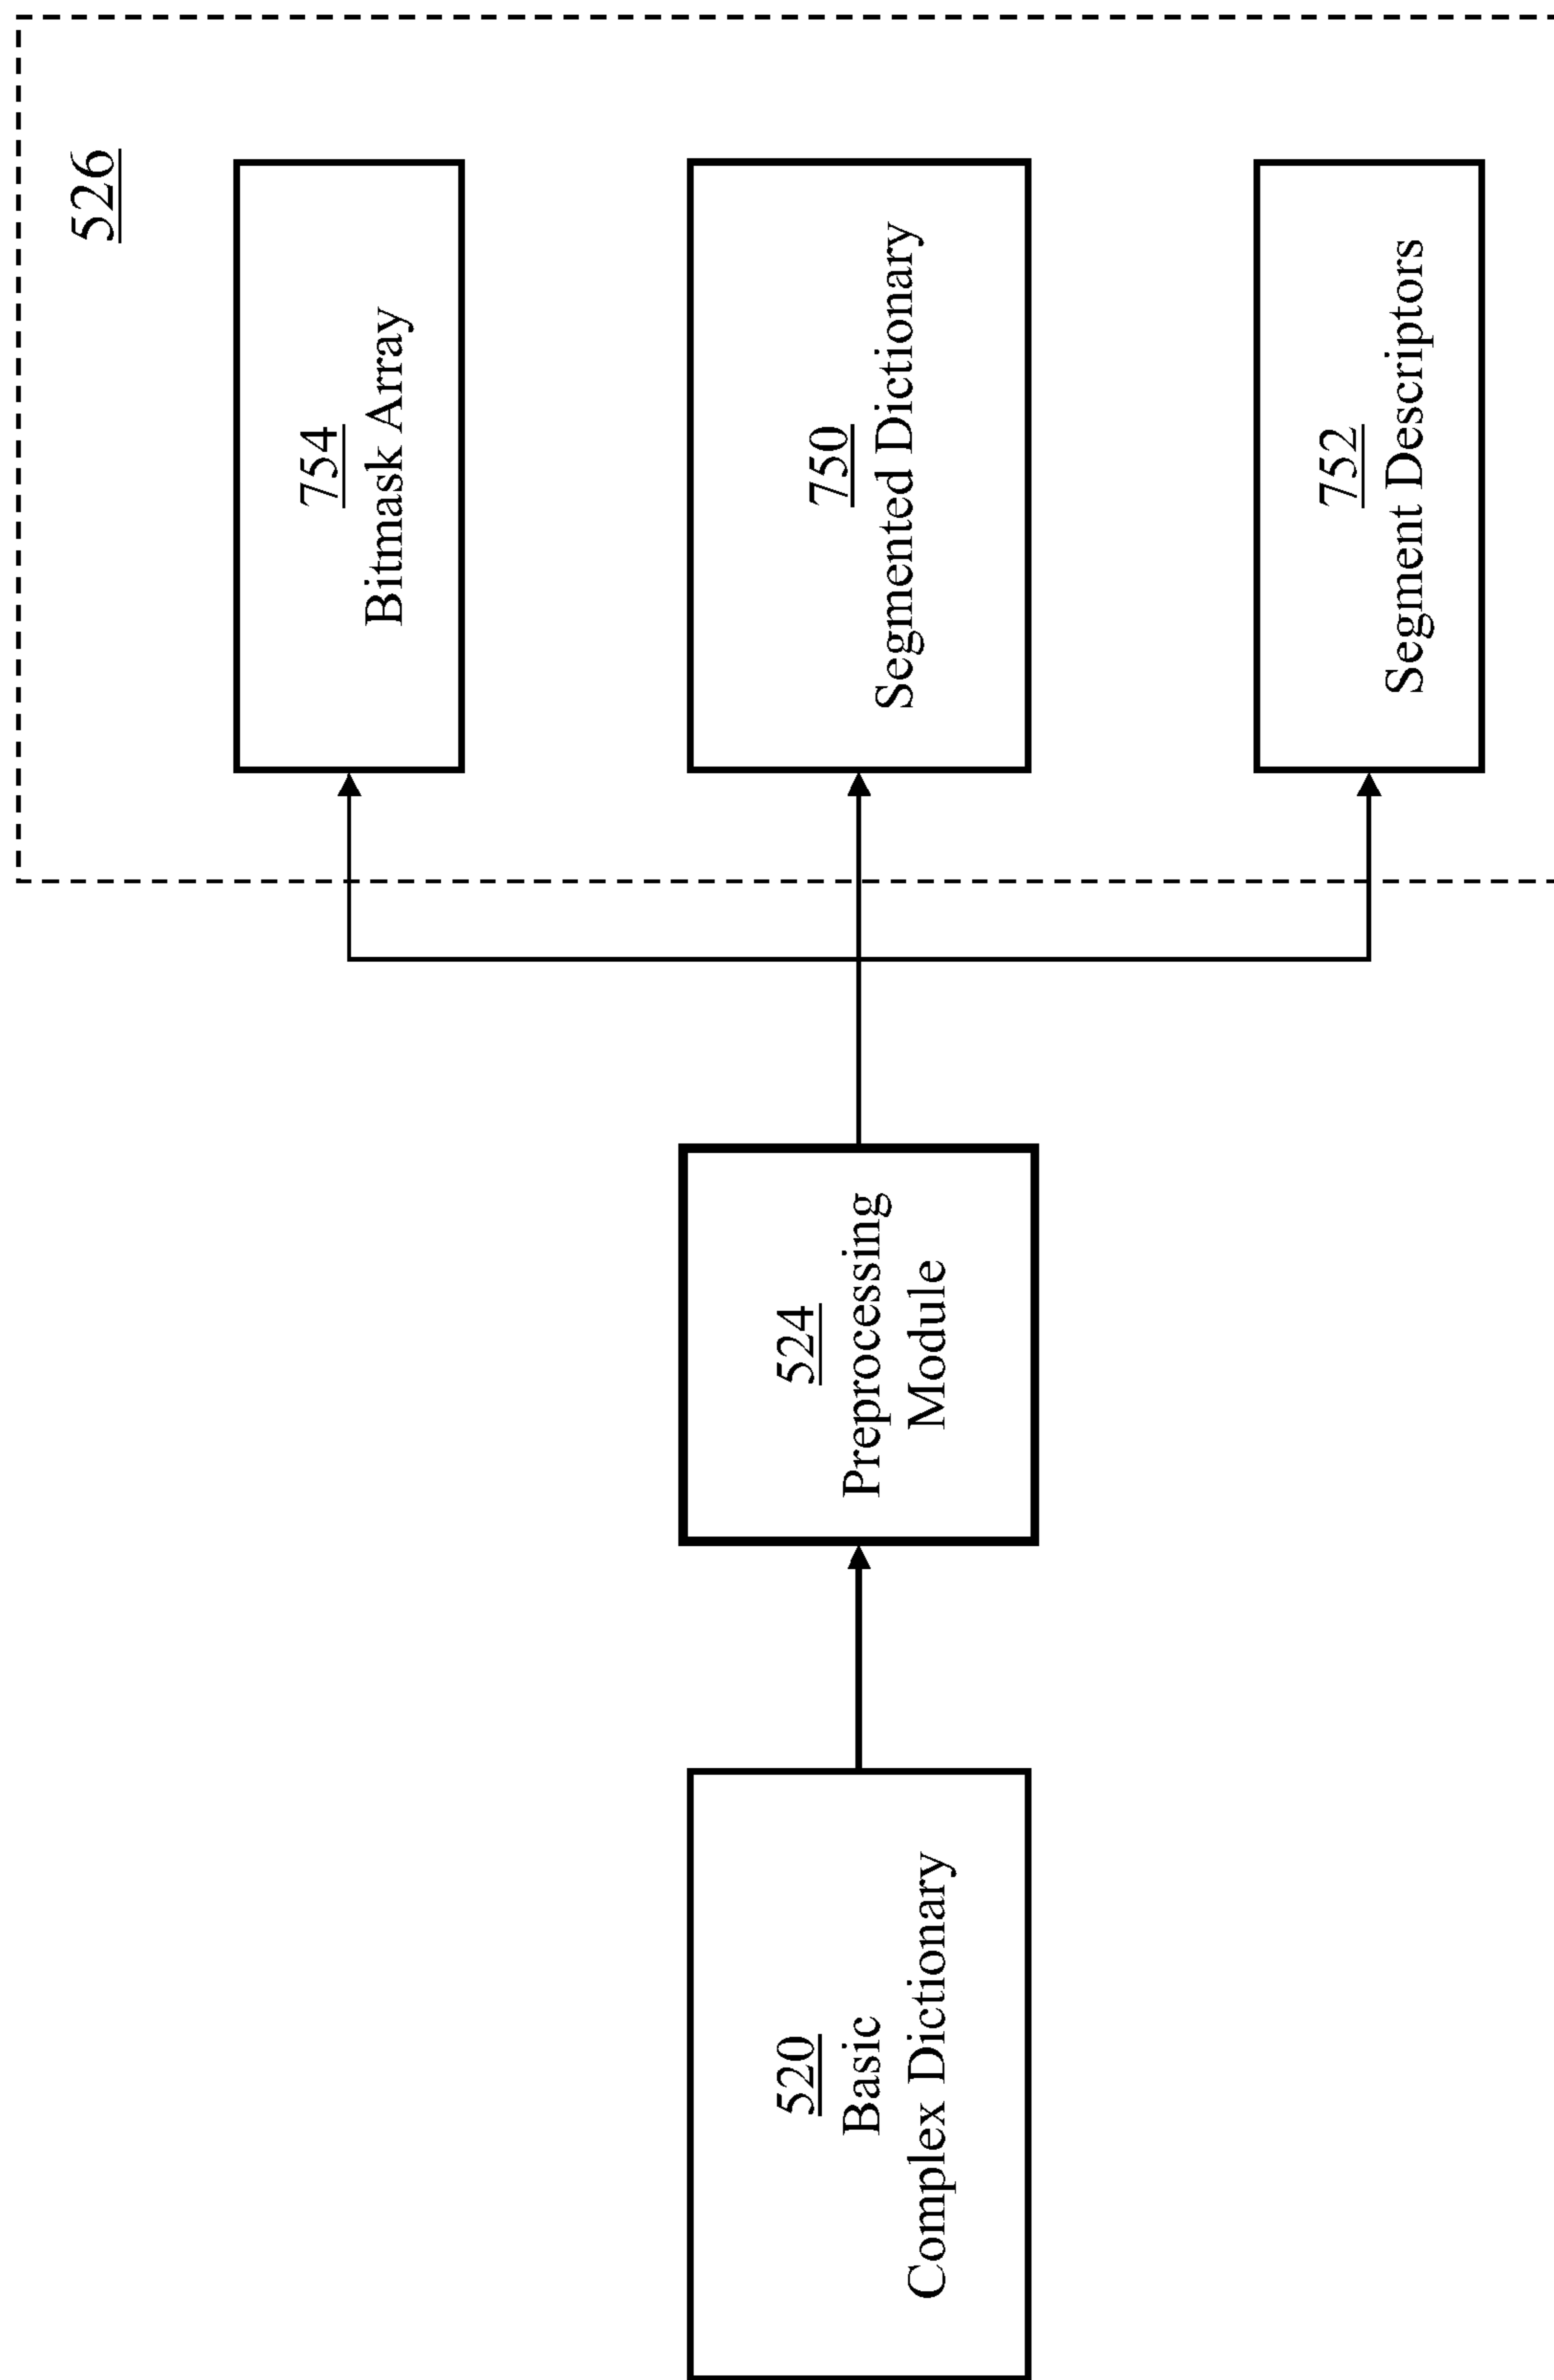 520
Basic
Complex Dictionary
524
Preprocessing
Module
526
754
Bitmask Array
750
Segmented Dictionary
752
Segment Descriptors